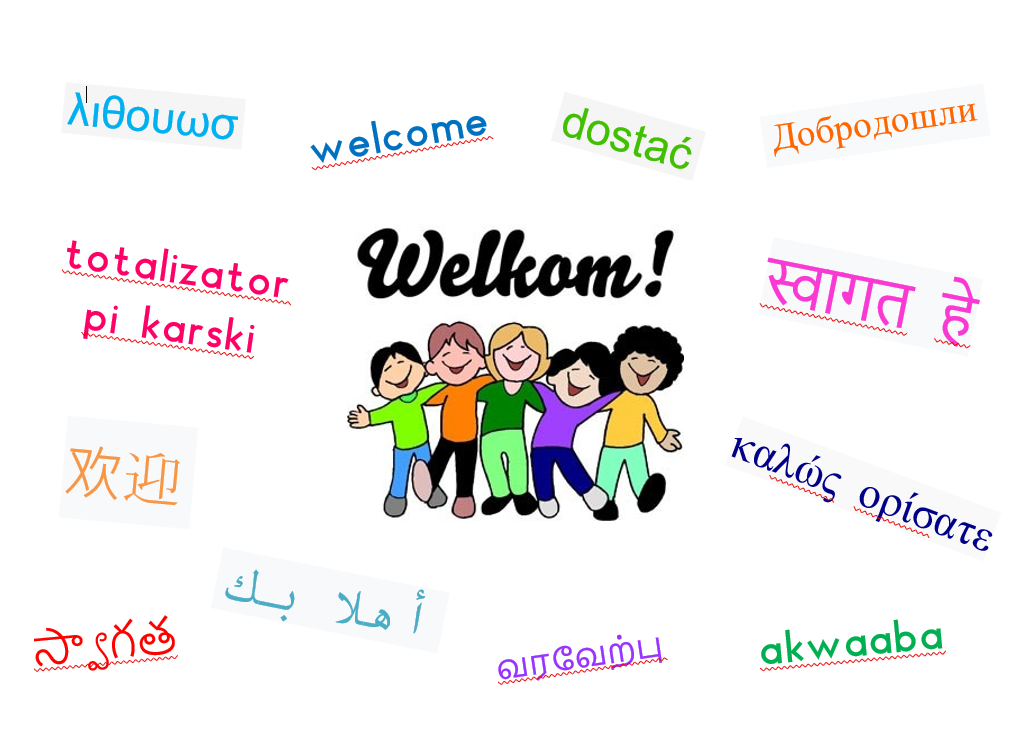 λιθουωσ
welcome
dostać
Добродошли
totalizator
pi karski
Welkom!
स्वागत हे
欢迎
καλώς ορίσατε
أهلا بك
స్వాగత
வரவேற்பு
akwaaba